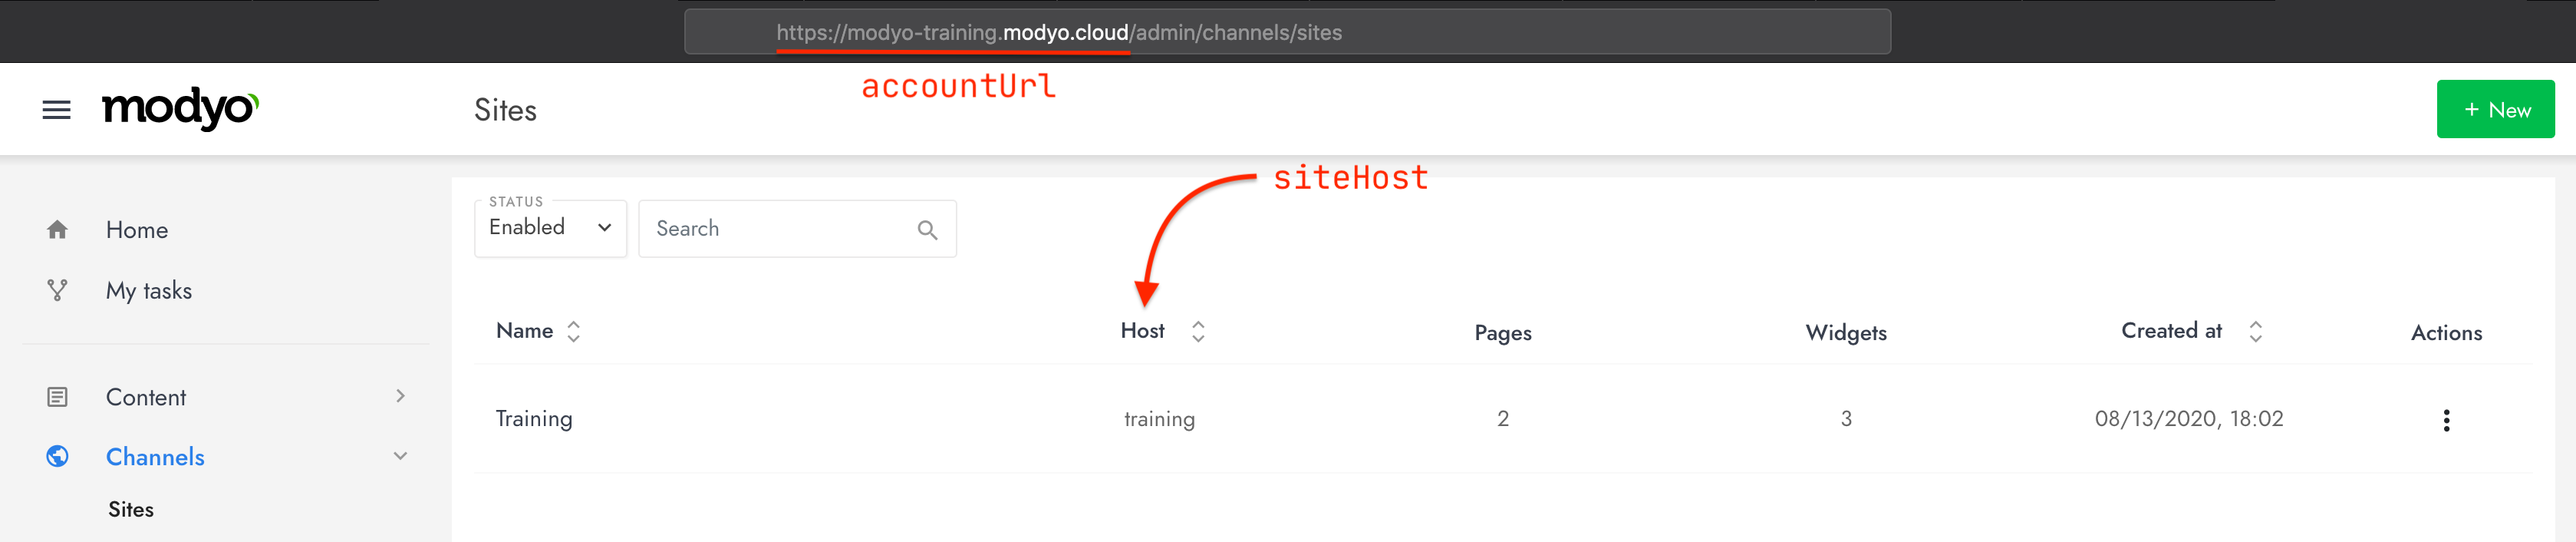 https://modyo-training.modyo.cloud/admin/channels/sites
accountUrl
modyo
Sites
+ New
siteHost
STATUS
Enabled
Search
Home
My tasks
Content
Channels
Sites
Name Host Pages Widgets Created at Actions
Training training 2 3 08/13/2020, 18:02